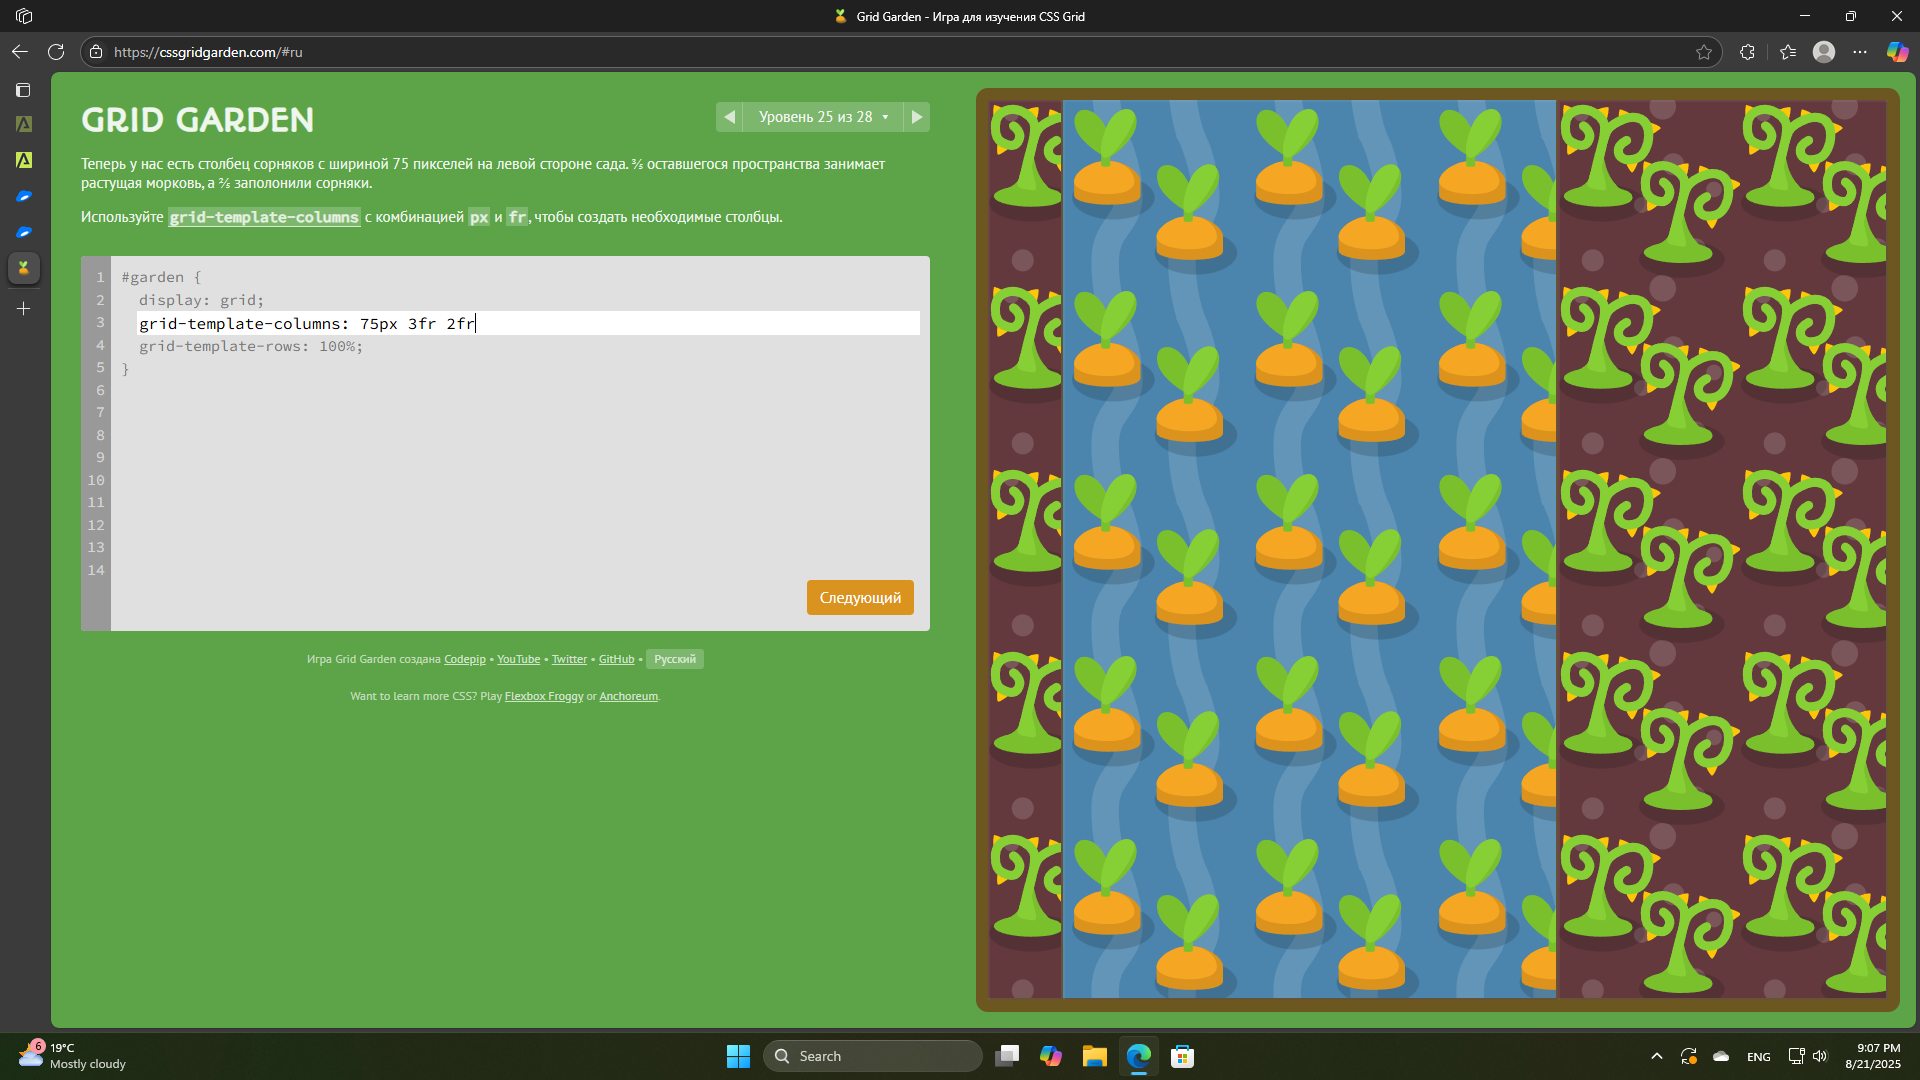 Grid Garden - Игра для изучения CSS Grid
https://cssgridgarden.com/#ru
GRID GARDEN
Уровень 25 из 28
Теперь у нас есть столбец сорняков с шириной 75 пикселей на левой стороне сада. ⅗ оставшегося пространства занимает
растущая морковь, а ⅖ заполонили сорняки.
Используйте grid-template-columns с комбинацией px и fr, чтобы создать необходимые столбцы.
1 #garden {
2 display: grid;
3 grid-template-columns: 75px 3fr 2fr
4 grid-template-rows: 100%;
5 }
6
7
8
9
10
11
12
13
14
Следующий
Игра Grid Garden создана Codepip • YouTube • Twitter • GitHub • Русский
Want to learn more CSS? Play Flexbox Froggy or Anchoreum.
6
19°C
Mostly cloudy
Search
ENG
9:07 PM
8/21/2025